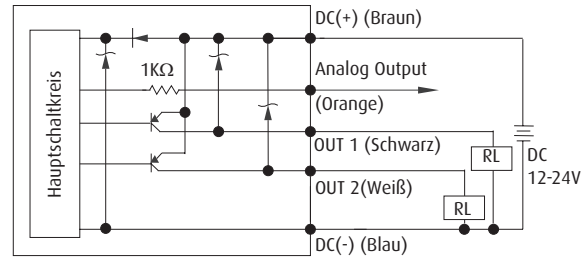 DC(+) (Braun)
1KΩ
Analog Output
(Orange)
Hauptschaltkreis
OUT 1 (Schwarz)
RL
DC
12-24V
OUT 2(Weiß)
RL
DC(-) (Blau)